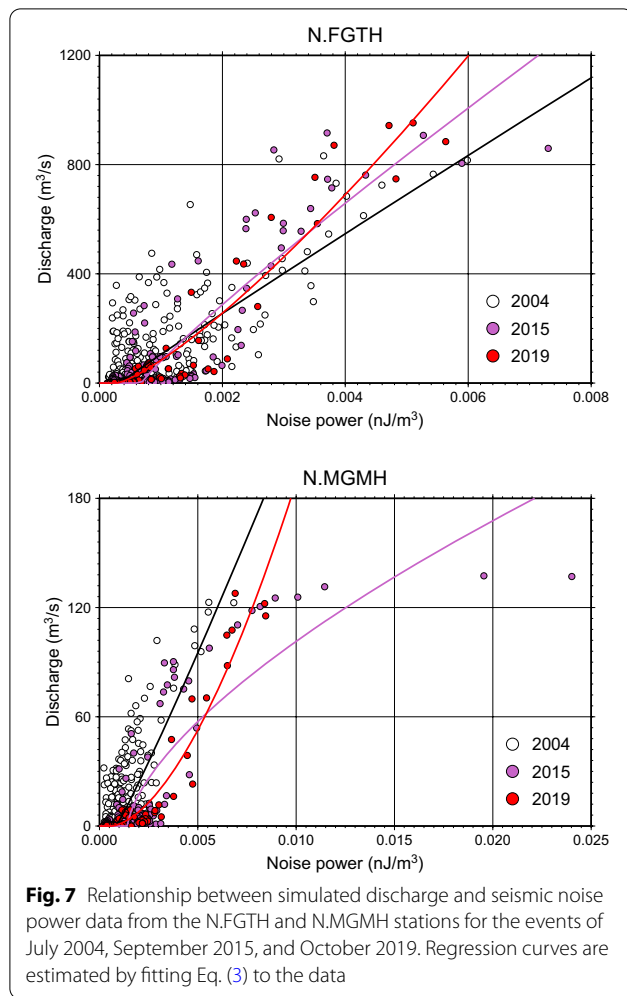 N.FGTH
1200
800
400
0
Discharge (m³/s)
2004
2015
2019
0.000 0.002 0.004 0.006 0.008
Noise power (nJ/m³)
N.MGMH
180
120
60
0
Discharge (m³/s)
2004
2015
2019
0.000 0.005 0.010 0.015 0.020 0.025
Noise power (nJ/m³)
Fig. 7 Relationship between simulated discharge and seismic noise
power data from the N.FGTH and N.MGMH stations for the events of
July 2004, September 2015, and October 2019. Regression curves are
estimated by fitting Eq. (3) to the data